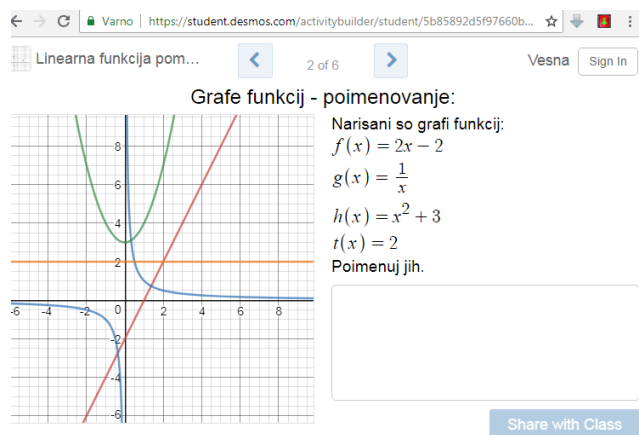 Varno | https://student.desmos.com/activitybuilder/student/5b85892d5f97660b...
Linearna funkcija pom...
2 of 6
Vesna
Sign In
Grafe funkcij - poimenovanje:
Narisani so grafi funkcij:
f(x) = 2x − 2
g(x) = 1/x
h(x) = x² + 3
t(x) = 2
Poimenuj jih.
8
6
4
2
-6 -4 -2 0 2 4 6 8
-2
-4
-6
Share with Class